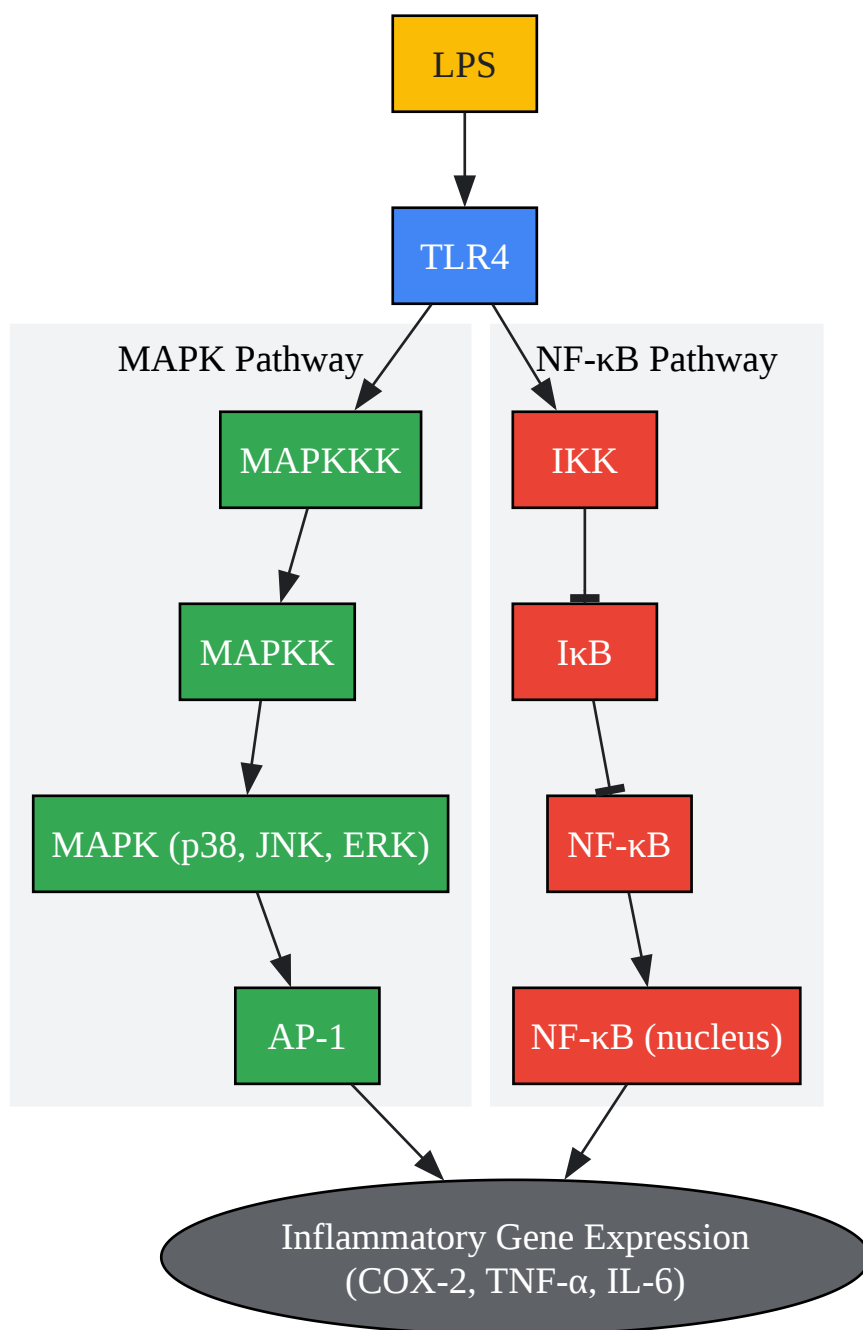 LPS
TLR4
MAPK Pathway
NF-κB Pathway
MAPKKK
IKK
MAPKK
IκB
MAPK (p38, JNK, ERK)
NF-κB
AP-1
NF-κB (nucleus)
Inflammatory Gene Expression
(COX-2, TNF-α, IL-6)